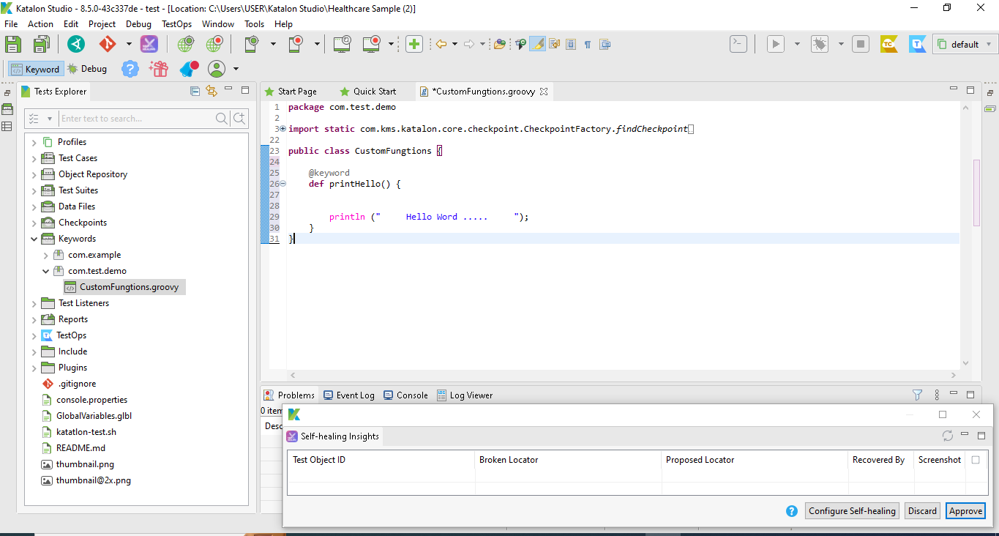 Katalon Studio - 8.5.0-43c337de - test - [Location: C:\Users\USER\Katalon Studio\Healthcare Sample (2)]
File Action Edit Project Debug TestOps Window Tools Help
TC T default
Keyword Debug
Tests Explorer
Enter text to search...
Profiles
Test Cases
Object Repository
Test Suites
Data Files
Checkpoints
Keywords
com.example
com.test.demo
CustomFungtions.groovy
Test Listeners
Reports
TestOps
Include
Plugins
.gitignore
console.properties
GlobalVariables.glbl
katatlon-test.sh
README.md
thumbnail.png
thumbnail@2x.png
Start Page Quick Start *CustomFungtions.groovy
1 package com.test.demo
2
3 import static com.kms.katalon.core.checkpoint.CheckpointFactory.findCheckpoint
22
23 public class CustomFungtions {
24
25 @keyword
26 def printHello() {
27
28
29 println ("     Hello Word .....     ");
30 }
31 }
Problems Event Log Console Log Viewer
0 item
Desc
Self-healing Insights
Test Object ID Broken Locator Proposed Locator Recovered By Screenshot
? Configure Self-healing Discard Approve